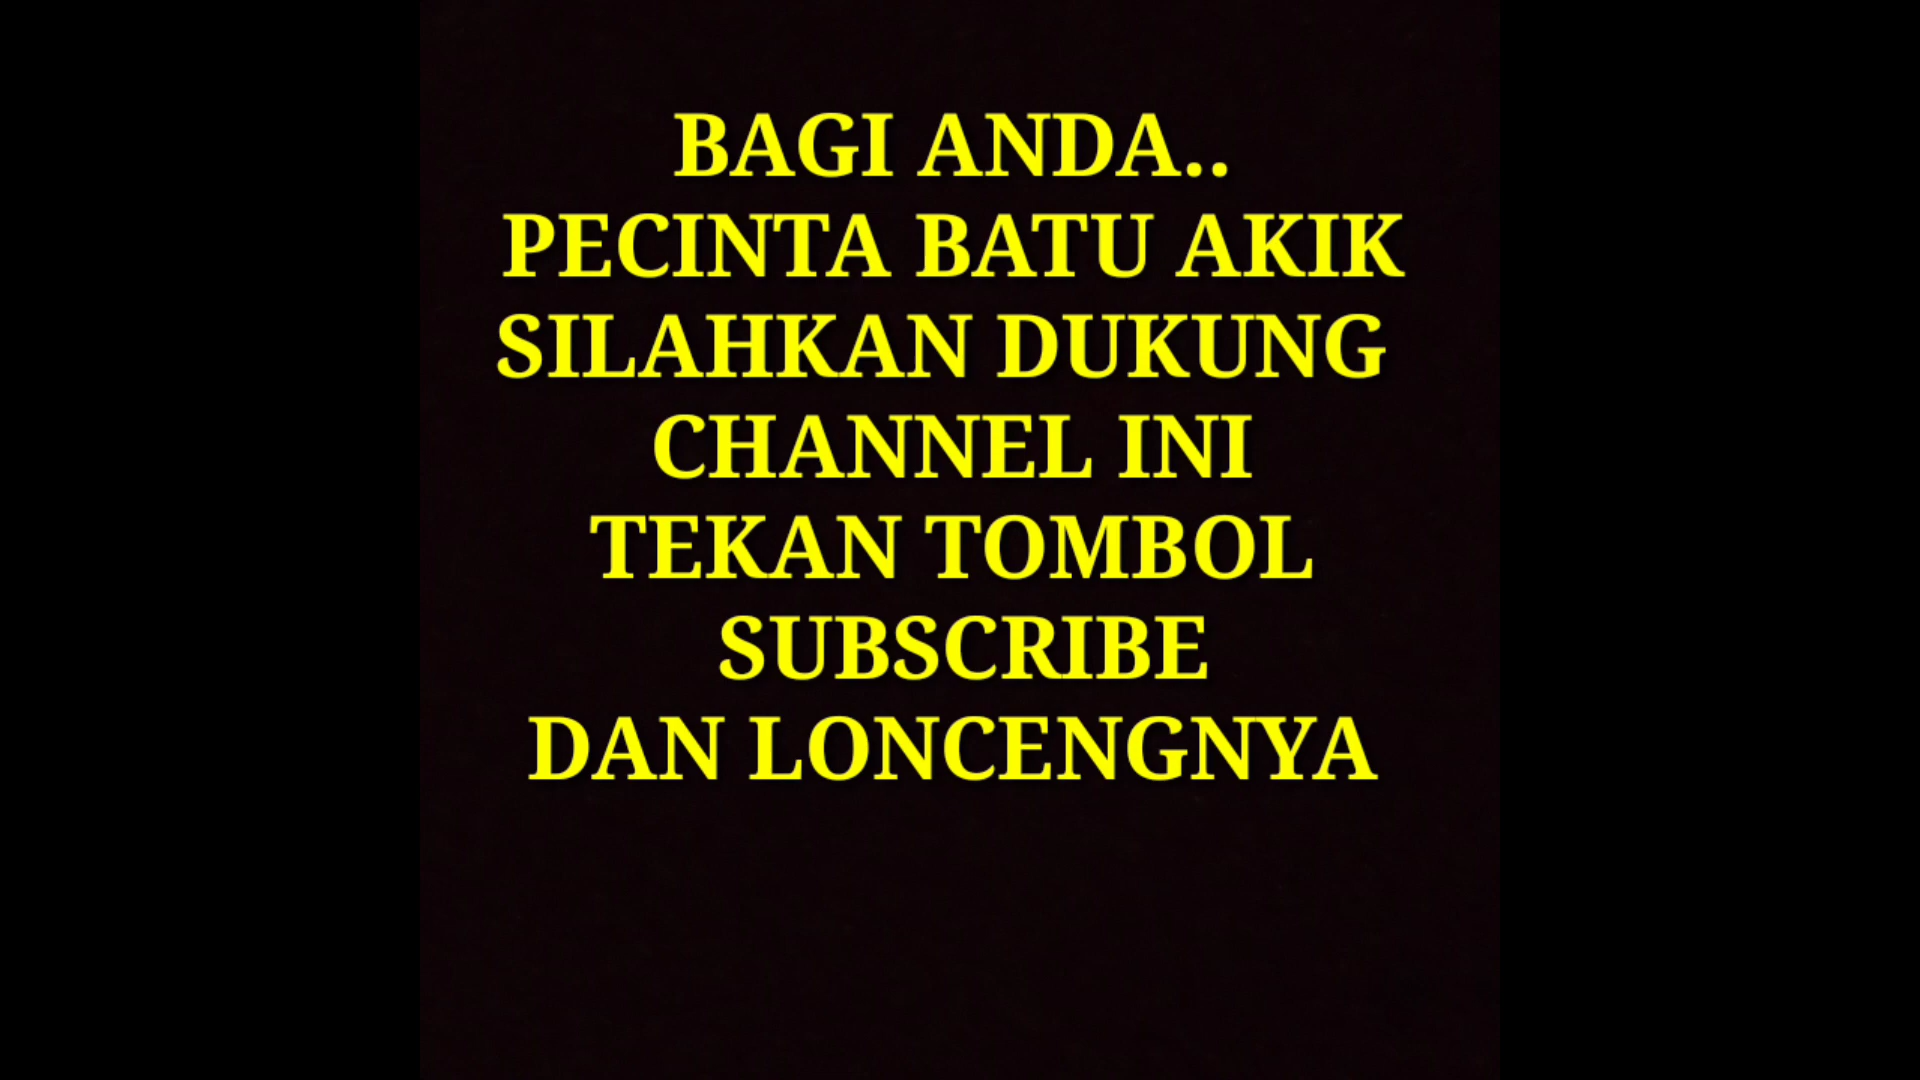 BAGI ANDA..
PECINTA BATU AKIK
SILAHKAN DUKUNG
CHANNEL INI
TEKAN TOMBOL
SUBSCRIBE
DAN LONCENGNYA